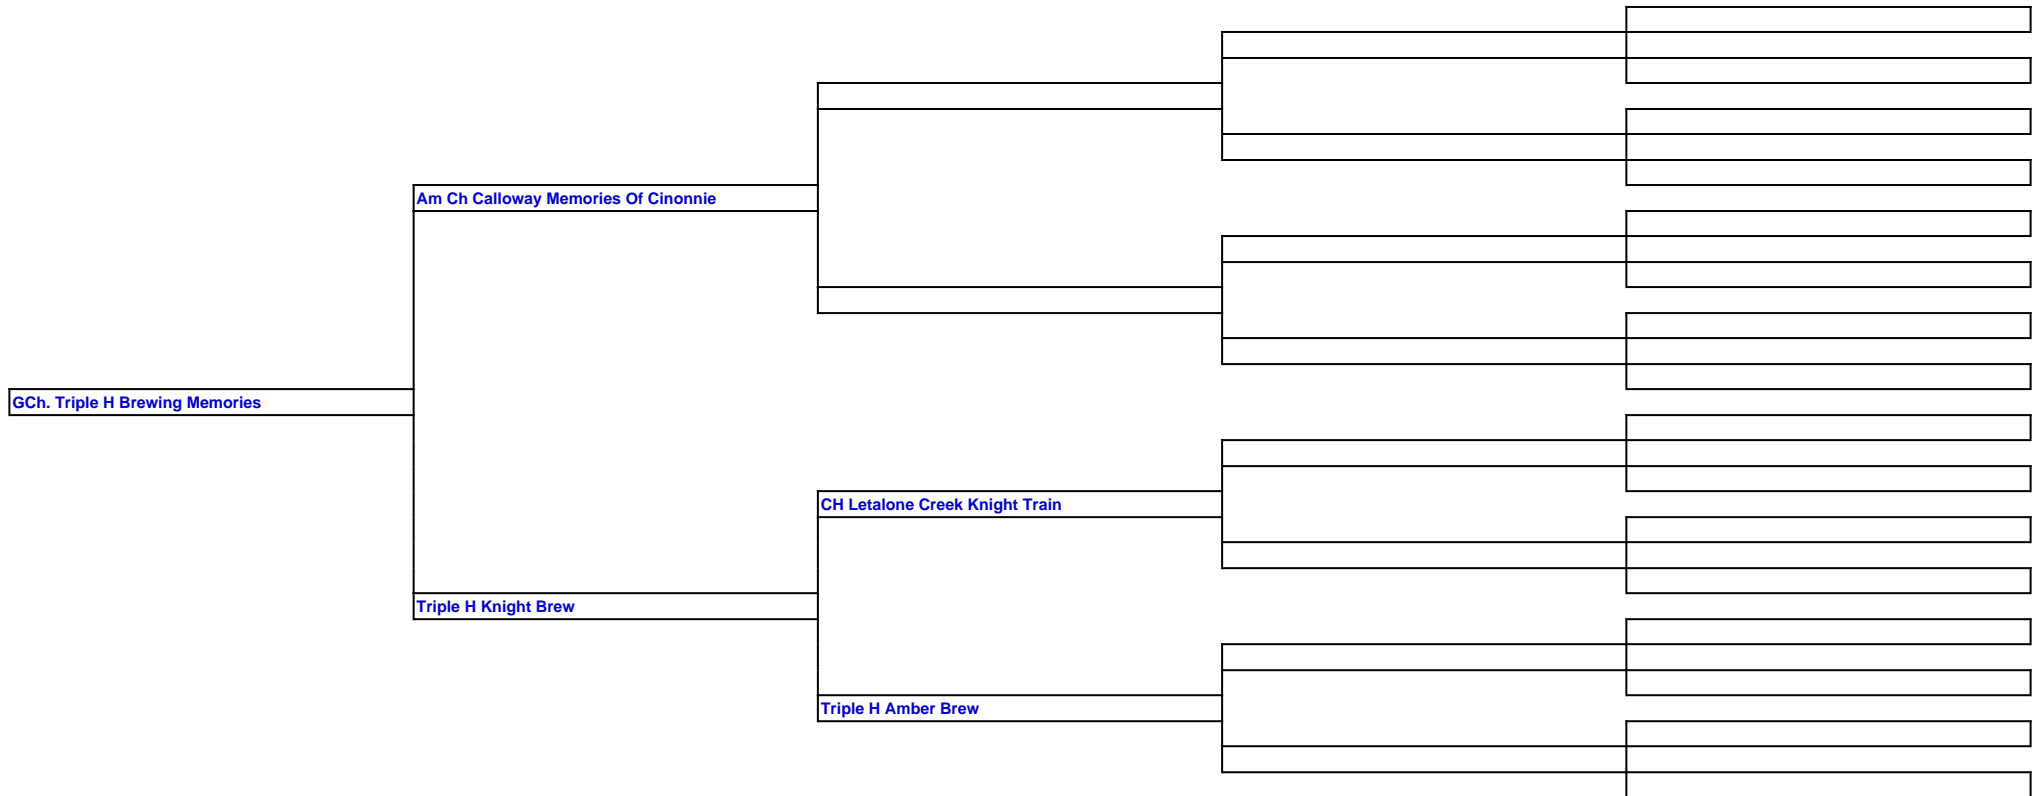 Am Ch Calloway Memories Of Cinonnie
GCh. Triple H Brewing Memories
CH Letalone Creek Knight Train
Triple H Knight Brew
Triple H Amber Brew